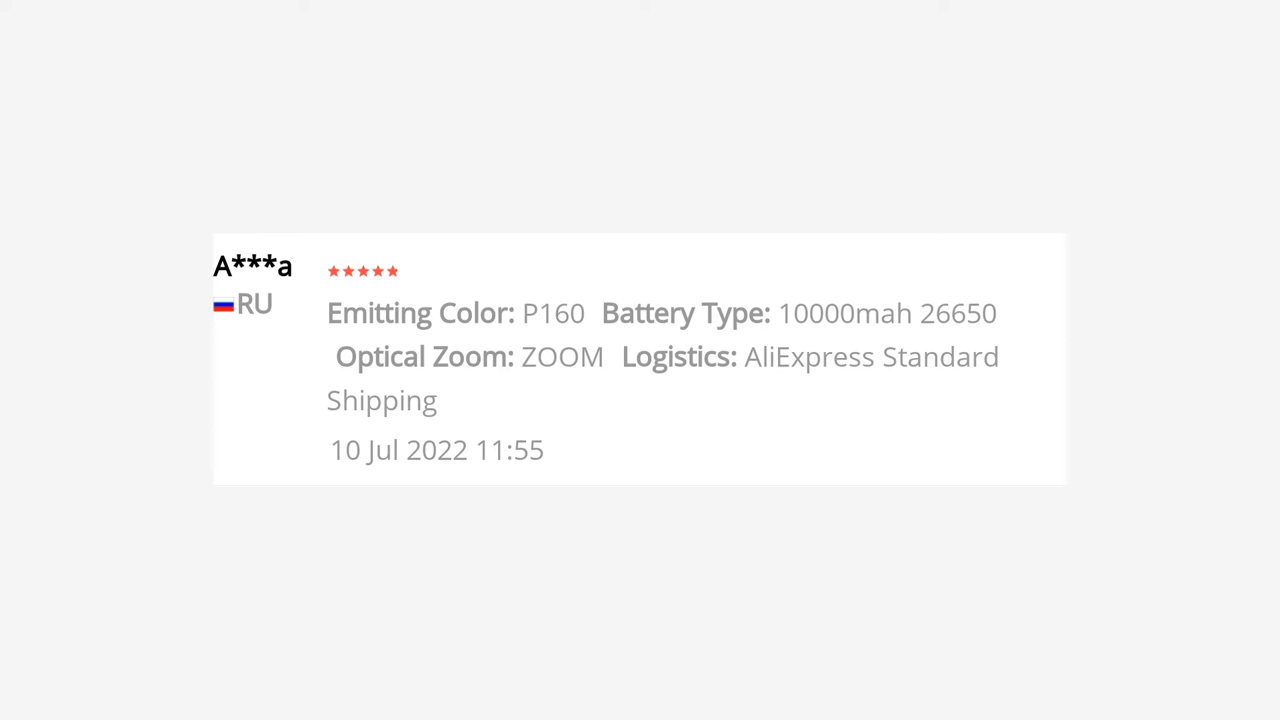 A***a
RU
Emitting Color: P160 Battery Type: 10000mah 26650
Optical Zoom: ZOOM Logistics: AliExpress Standard
Shipping
10 Jul 2022 11:55